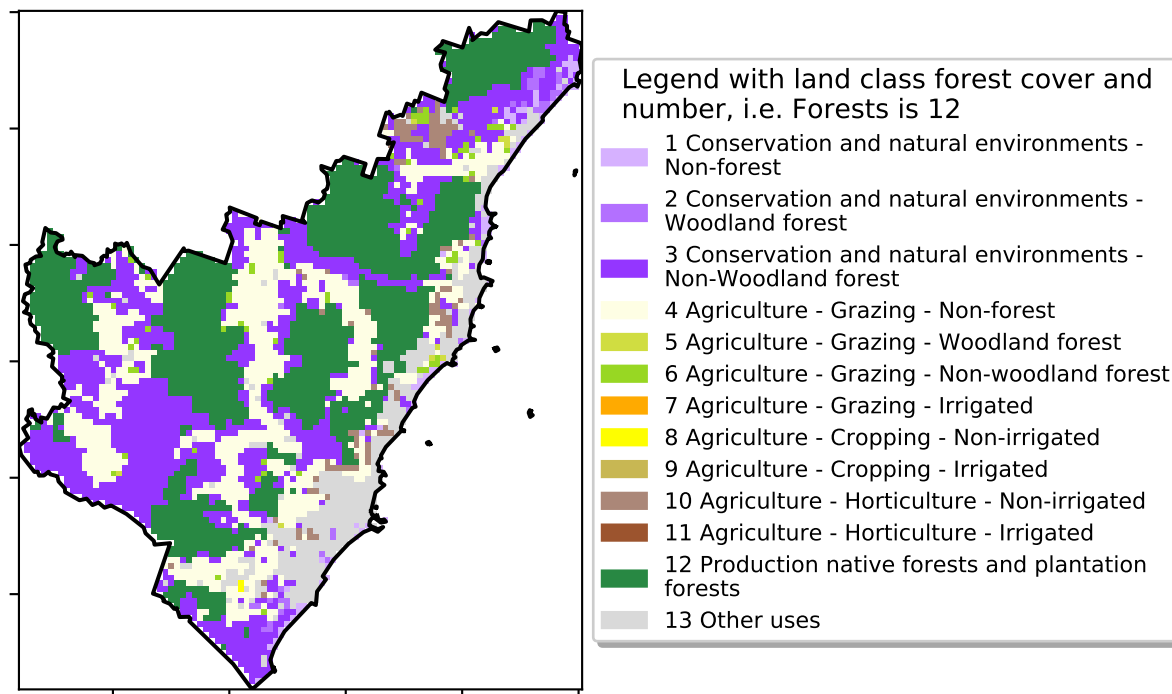 Legend with land class forest cover and
number, i.e. Forests is 12
1 Conservation and natural environments -
Non-forest
2 Conservation and natural environments -
Woodland forest
3 Conservation and natural environments -
Non-Woodland forest
4 Agriculture - Grazing - Non-forest
5 Agriculture - Grazing - Woodland forest
6 Agriculture - Grazing - Non-woodland forest
7 Agriculture - Grazing - Irrigated
8 Agriculture - Cropping - Non-irrigated
9 Agriculture - Cropping - Irrigated
10 Agriculture - Horticulture - Non-irrigated
11 Agriculture - Horticulture - Irrigated
12 Production native forests and plantation
forests
13 Other uses